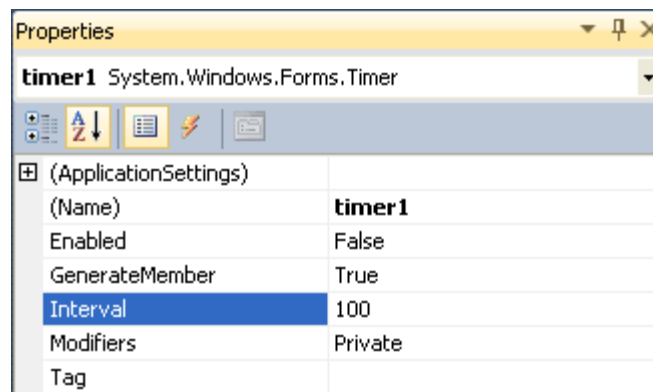 Properties
timer1 System.Windows.Forms.Timer
(ApplicationSettings)
(Name) timer1
Enabled False
GenerateMember True
Interval 100
Modifiers Private
Tag